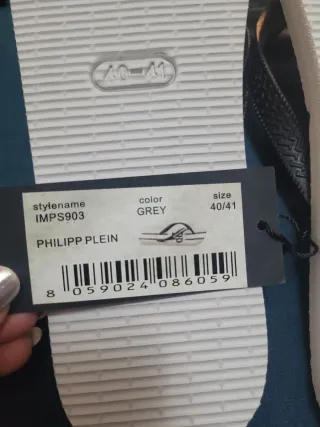 40-41
stylename color size
IMPS903 GREY 40/41
PHILIPP PLEIN
8 059024 086059